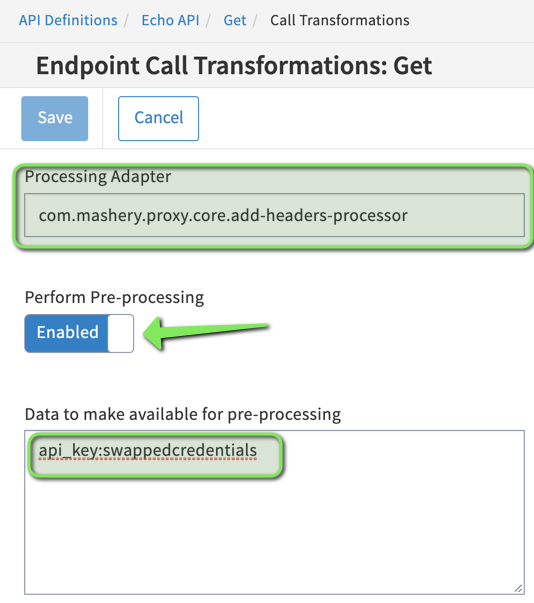 API Definitions / Echo API / Get / Call Transformations
Endpoint Call Transformations: Get
Save Cancel
Processing Adapter
com.mashery.proxy.core.add-headers-processor
Perform Pre-processing
Enabled
Data to make available for pre-processing
api_key:swappedcredentials